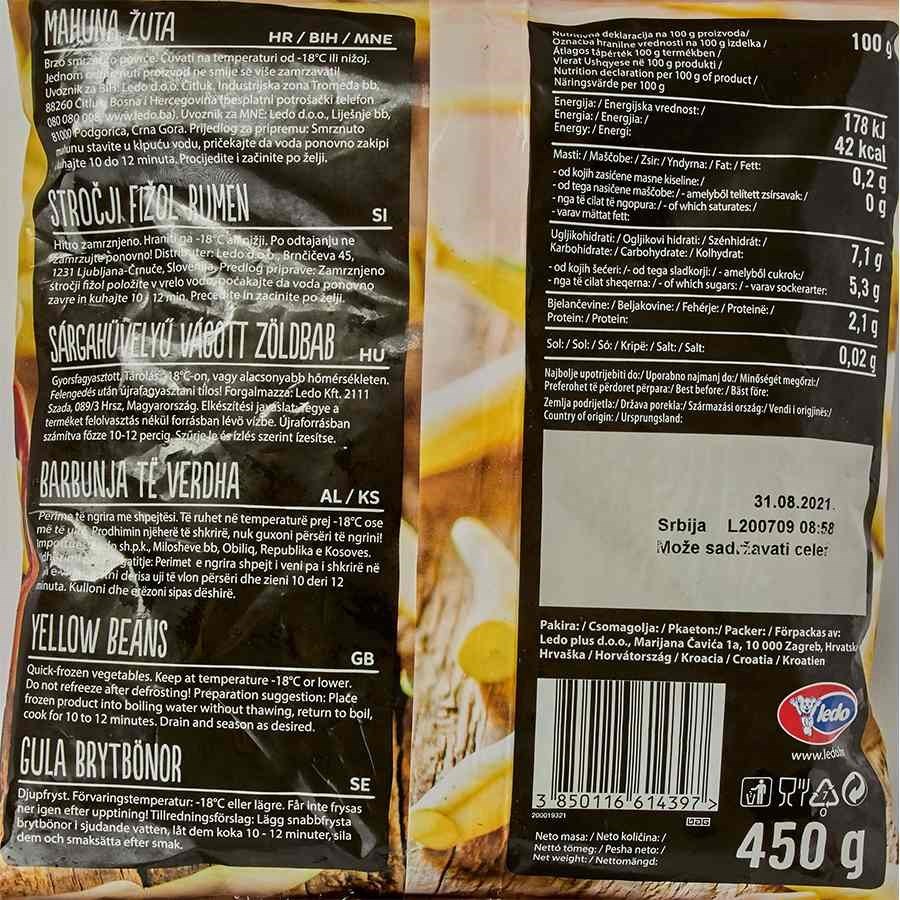 MAHUNA ŽUTA
HR / BIH / MNE
Brzo smrznuto povrće. Čuvati na temperaturi od -18°C ili nižoj.
Jednom odmrznuti proizvod ne smije se više zamrzavati!
Uvoznik za BiH: Ledo d.o.o. Čitluk, Industrijska zona Tromeđa bb,
88260 Čitluk, Bosna i Hercegovina (besplatni potrošački telefon
080 080 098, www.ledo.ba). Uvoznik za MNE: Ledo d.o.o., Liješnje bb,
81000 Podgorica, Crna Gora. Prijedlog za pripremu: Smrznuto
mahunu stavite u kipuću vodu, pričekajte da voda ponovno zakipi
kuhajte 10 do 12 minuta. Procijedite i začinite po želji.
STROČJI FIŽOL RUMEN
SI
Hitro zamrznjeno. Hraniti na -18°C ali nižji. Po odtajanju ne
zamrzujte ponovno! Distributer: Ledo d.o.o., Brnčičeva 45,
1231 Ljubljana-Črnuče, Slovenija. Predlog priprave: Zamrznjeno
stročji fižol položite v vrelo vodo, počakajte da voda ponovno
zavre in kuhajte 10 / 12 min. Precedite in začinite po želji.
SÁRGAHÜVELYŰ VÁGOTT ZÖLDBAB
HU
Gyorsfagyasztott. Tárolás: -18°C-on, vagy alacsonyabb hőmérsékleten.
Felengedés után újrafagyasztani tilos! Forgalmazza: Ledo Kft. 2111
Szada, 089/3 Hrsz, Magyarország. Elkészítési javaslat: Tegye a
terméket felolvasztás nélkül forrásban lévő vízbe. Újraforrásban
számítva főzze 10-12 percig. Szűrje le és ízlés szerint ízesítse.
BARBUNJA TË VERDHA
AL / KS
Perime të ngrira me shpejtësi. Të ruhet në temperaturë prej -18°C ose
më të ulët. Prodhimin njëherë të shkrirë, nuk guxoni përsëri të ngrini!
sh.p.k., Milosheve bb, Obiliq, Republika e Kosoves.
Perimet e ngrira shpejt i veni pa i shkrirë në
derisa uji të vlon përsëri dhe zieni 10 deri 12
minuta. Kulloni dhe erëzoni sipas dëshirë.
YELLOW BEANS
GB
Quick-frozen vegetables. Keep at temperature -18°C or lower.
Do not refreeze after defrosting! Preparation suggestion: Place
frozen product into boiling water without thawing, return to boil,
cook for 10 to 12 minutes. Drain and season as desired.
GULA BRYTBÖNOR
SE
Djupfryst. Förvaringstemperatur: -18°C eller lägre. Får inte frysas
ner igen efter upptining! Tillredningsförslag: Lägg snabbfrysta
brytbönor i sjudande vatten, låt dem koka 10 - 12 minuter, sila
dem och smaksätta efter smak.
Nutritivna deklaracija na 100 g proizvoda/
Označba hranilne vrednosti na 100 g izdelka /
Átlagos tápérték 100 g termékben /
Vlerat Ushqyese në 100 g produkti /
Nutrition declaration per 100 g of product /
Näringsvärde per 100 g
100 g
Energija: / Energijska vrednost: /
Energia: / Energjia: /
Energy: / Energi:
178 kJ
42 kcal
Masti: / Maščobe: / Zsír: / Yndyrna: / Fat: / Fett:
0,2 g
- od kojih zasićene masne kiseline: /
- od tega nasičene maščobe: / - amelyből telített zsírsavak: /
- nga të cilat të ngopura: / - of which saturates: /
- varav mättat fett:
0 g
Ugljikohidrati: / Ogljikovi hidrati: / Szénhidrát: /
Karbohidrate: / Carbohydrate: / Kolhydrat:
7,1 g
- od kojih šećeri: /- od tega sladkorji: / - amelyből cukrok:/
- nga të cilat sheqerna: / - of which sugars: / - varav sockerarter:
5,3 g
Bjelančevine: / Beljakovine: / Fehérje: / Proteinë: /
Protein: / Protein:
2,1 g
Sol: / Sol: / Só: / Kripë: / Salt: / Salt:
0,02 g
Najbolje upotrijebiti do:/ Uporabno najmanj do:/ Minőségét megőrzi:/
Preferohet të përdoret përpara:/ Best before: / Bäst före:
Zemlja podrijetla:/ Država porekla:/ Származási ország:/ Vendi i origjinës:/
Country of origin: / Ursprungsland:
31.08.2021.
Srbija L200709 08:58
Može sadržavati celer
Pakira: / Csomagolja: / Pkaeton:/ Packer: / Förpackas av:
Ledo plus d.o.o., Marijana Čavića 1a, 10 000 Zagreb, Hrvatska
Hrvaška / Horvátország / Kroacia / Croatia / Kroatien
ledo
www.ledo.hr
3 850116 614397 >
200019321
Neto masa: / Neto količina: /
Nettó tömeg: / Pesha neto: /
Net weight: / Nettomängd:
450 g